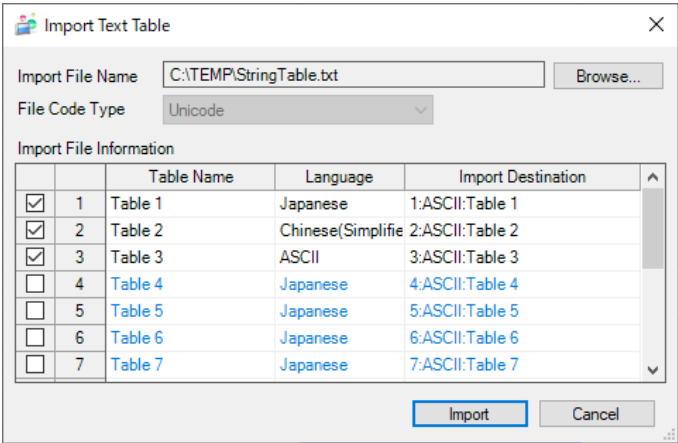 Import Text Table
Import File Name C:\TEMP\StringTable.txt Browse...
File Code Type Unicode
Import File Information
Table Name Language Import Destination
1 Table 1 Japanese 1:ASCII:Table 1
2 Table 2 Chinese(Simplifie 2:ASCII:Table 2
3 Table 3 ASCII 3:ASCII:Table 3
4 Table 4 Japanese 4:ASCII:Table 4
5 Table 5 Japanese 5:ASCII:Table 5
6 Table 6 Japanese 6:ASCII:Table 6
7 Table 7 Japanese 7:ASCII:Table 7
Import Cancel